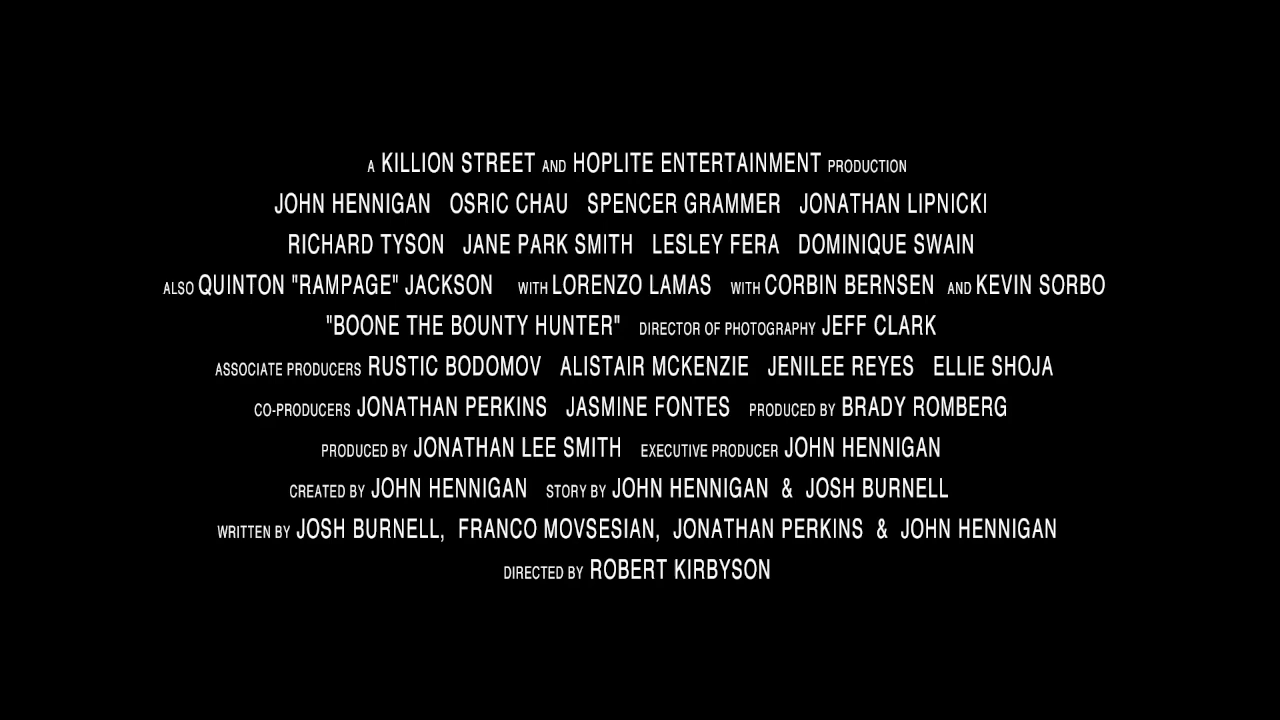 A KILLION STREET AND HOPLITE ENTERTAINMENT PRODUCTION
JOHN HENNIGAN OSRIC CHAU SPENCER GRAMMER JONATHAN LIPNICKI
RICHARD TYSON JANE PARK SMITH LESLEY FERA DOMINIQUE SWAIN
ALSO QUINTON "RAMPAGE" JACKSON WITH LORENZO LAMAS WITH CORBIN BERNSEN AND KEVIN SORBO
"BOONE THE BOUNTY HUNTER" DIRECTOR OF PHOTOGRAPHY JEFF CLARK
ASSOCIATE PRODUCERS RUSTIC BODOMOV ALISTAIR MCKENZIE JENILEE REYES ELLIE SHOJA
CO-PRODUCERS JONATHAN PERKINS JASMINE FONTES PRODUCED BY BRADY ROMBERG
PRODUCED BY JONATHAN LEE SMITH EXECUTIVE PRODUCER JOHN HENNIGAN
CREATED BY JOHN HENNIGAN STORY BY JOHN HENNIGAN & JOSH BURNELL
WRITTEN BY JOSH BURNELL, FRANCO MOVSESIAN, JONATHAN PERKINS & JOHN HENNIGAN
DIRECTED BY ROBERT KIRBYSON